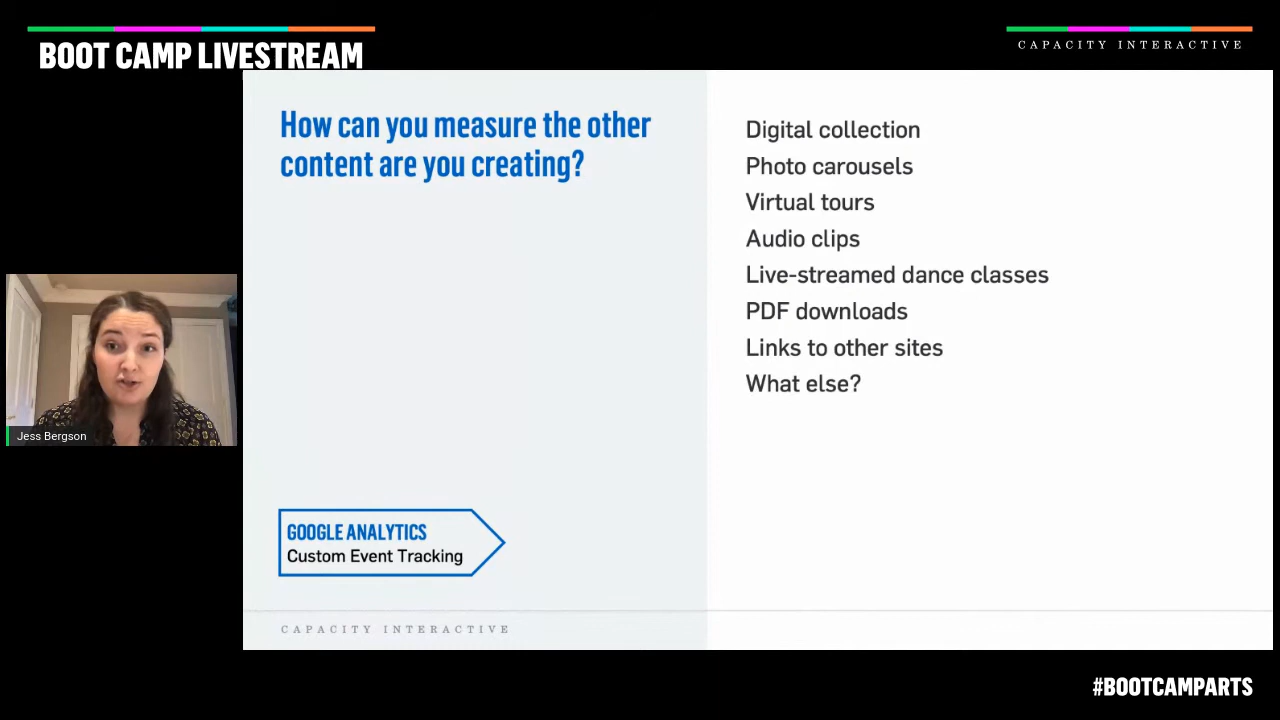 BOOT CAMP LIVESTREAM
CAPACITY INTERACTIVE
How can you measure the other
content are you creating?
Digital collection
Photo carousels
Virtual tours
Audio clips
Live-streamed dance classes
PDF downloads
Links to other sites
What else?
Jess Bergson
GOOGLE ANALYTICS
Custom Event Tracking
CAPACITY INTERACTIVE
#BOOTCAMPARTS